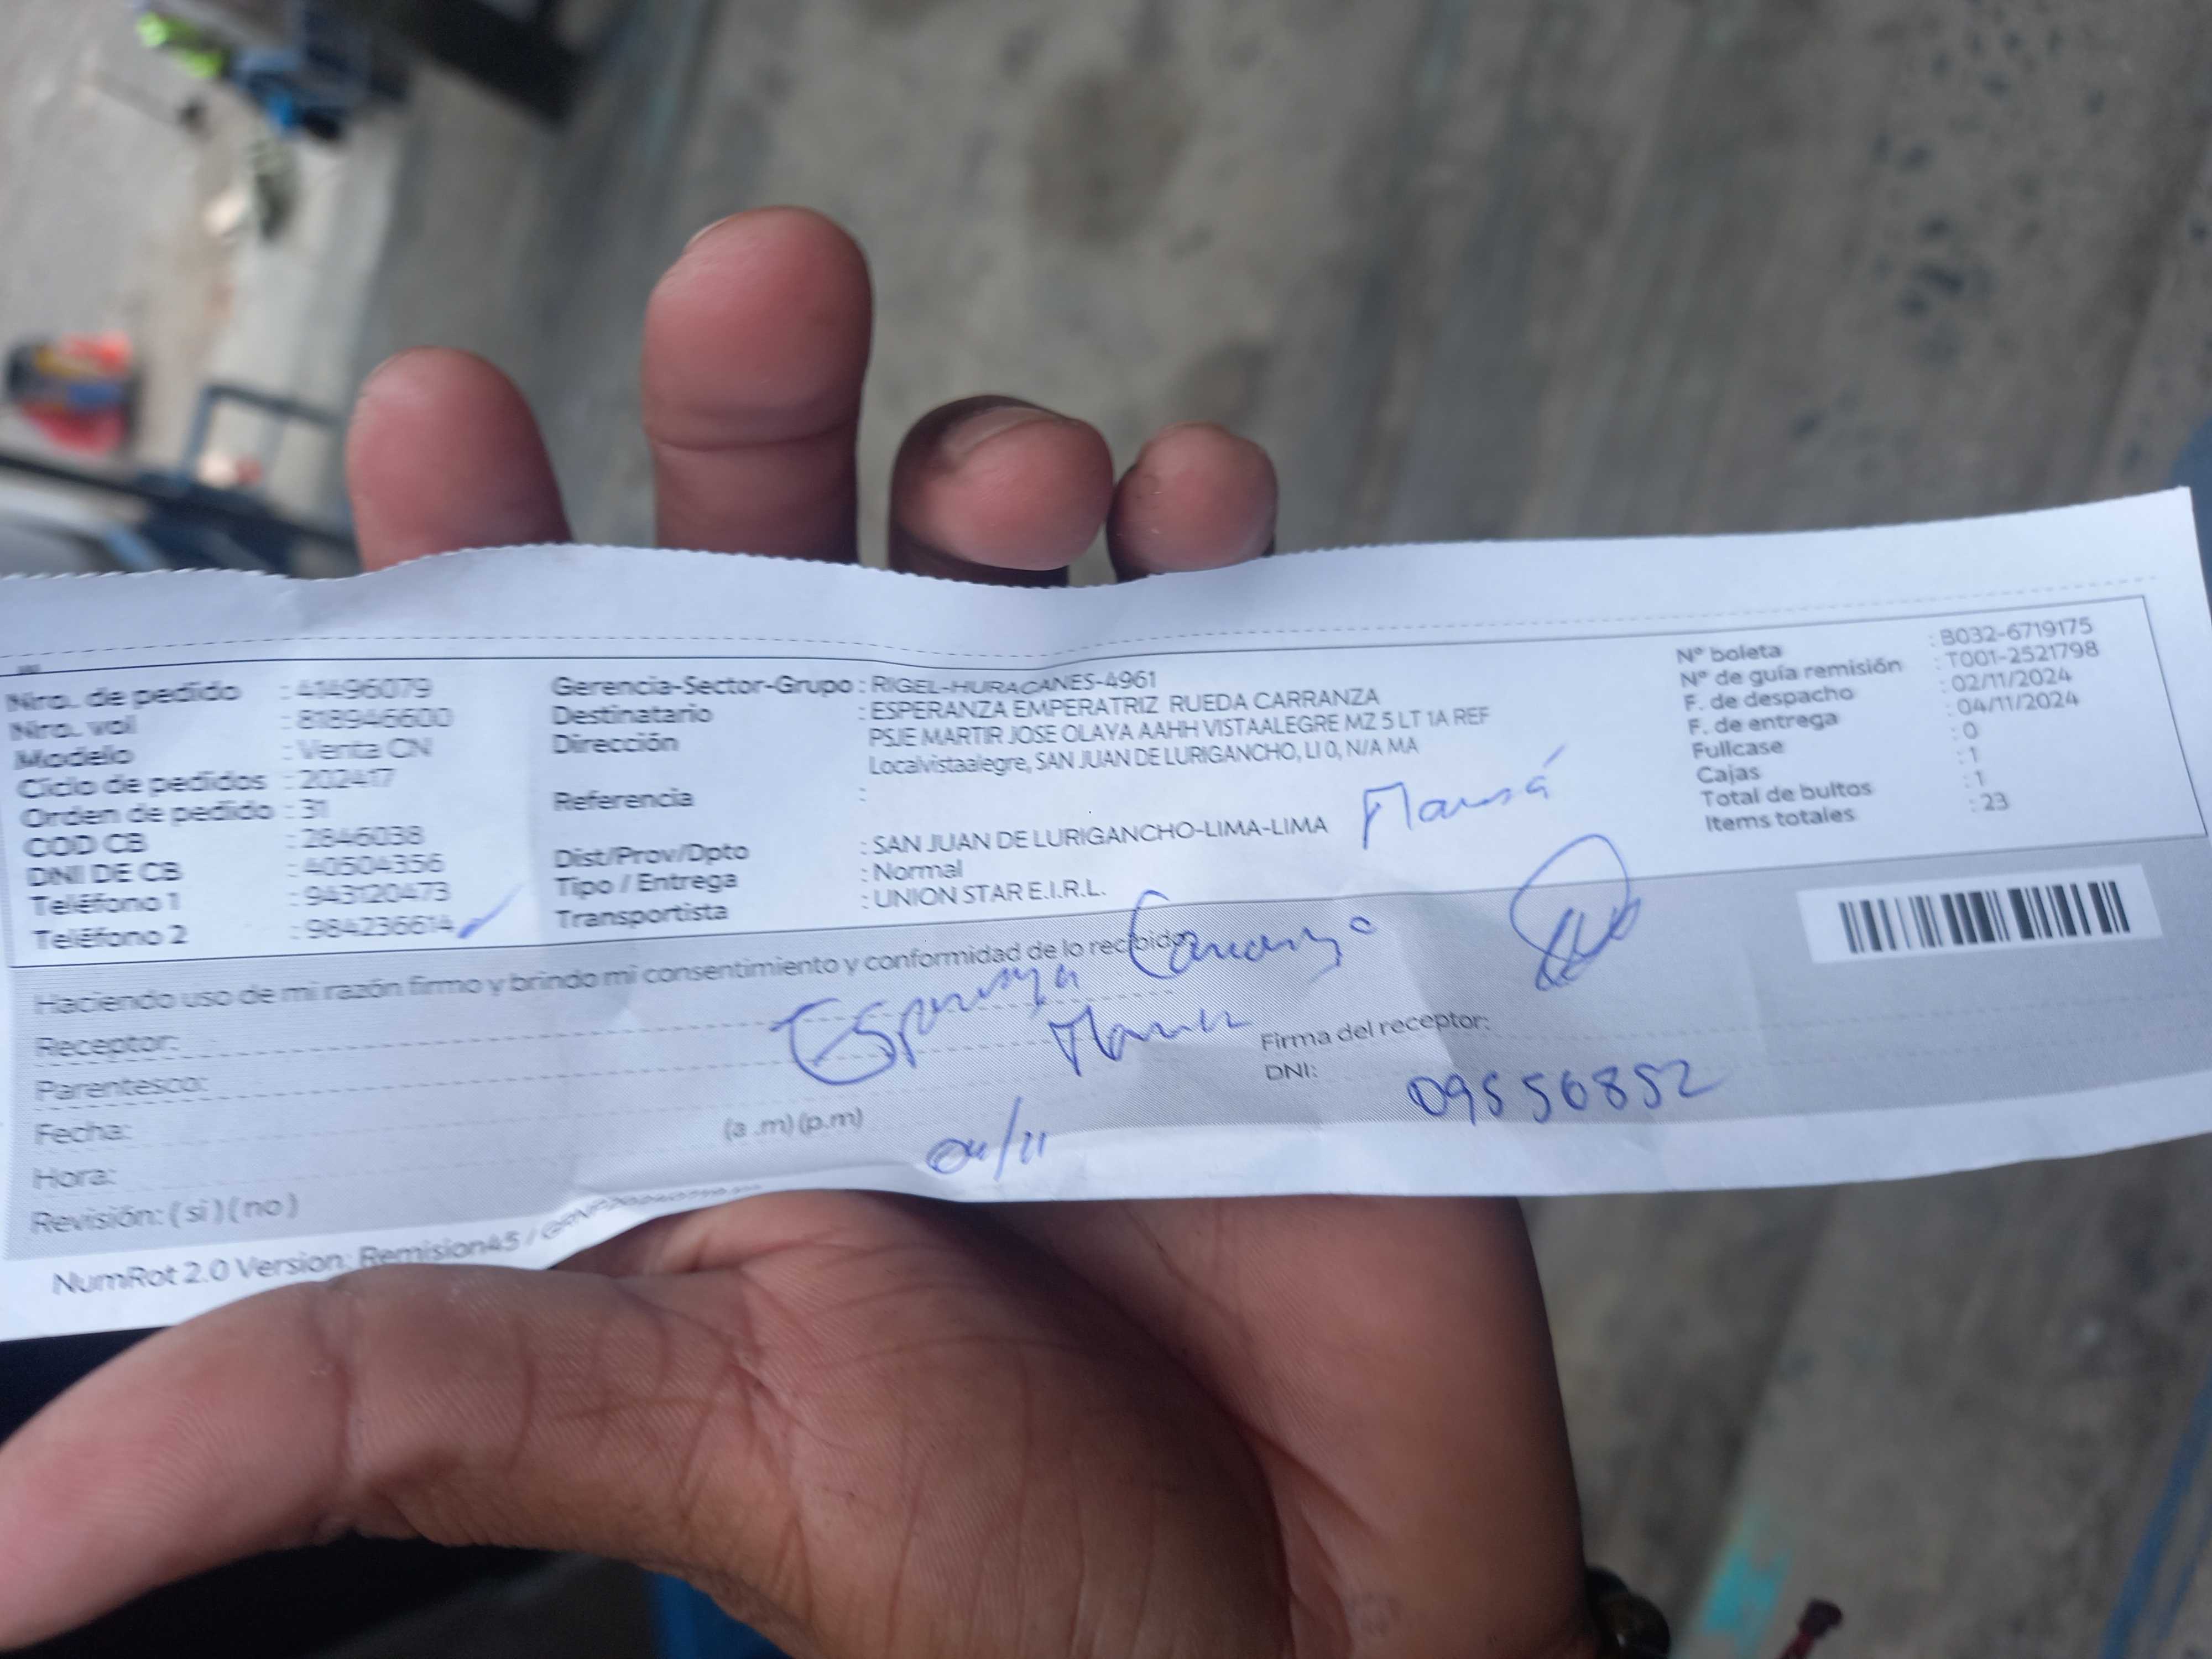 Nro. de pedido : 41496079
Nro. vol : 818946600
Modelo : Venta CN
Ciclo de pedidos : 202417
Orden de pedido : 31
COD CB : 2846038
DNI DE CB : 40504356
Teléfono 1 : 943120473
Teléfono 2 : 984236614
Gerencia-Sector-Grupo : RIGEL-HURACANES-4961
Destinatario : ESPERANZA EMPERATRIZ RUEDA CARRANZA
Dirección PSJE MARTIR JOSE OLAYA AAHH VISTAALEGRE MZ 5 LT 1A REF
Localvistaalegre, SAN JUAN DE LURIGANCHO, LI 0, N/A MA
Referencia :
Dist/Prov/Dpto : SAN JUAN DE LURIGANCHO-LIMA-LIMA
Tipo / Entrega : Normal
Transportista : UNION STAR E.I.R.L.
N° boleta : B032-6719175
N° de guía remisión : T001-2521798
F. de despacho : 02/11/2024
F. de entrega : 04/11/2024
Fullcase : 0
Cajas : 1
Total de bultos : 1
Items totales : 23
Haciendo uso de mi razón firmo y brindo mi consentimiento y conformidad de lo recibido
Receptor: Esperanza Carranza
Parentesco:
Firma del receptor:
Fecha: 04/11
DNI: 09556852
Hora: (a .m) (p.m)
Revisión: ( si ) ( no )
NumRot 2.0 Version: Remision45 /